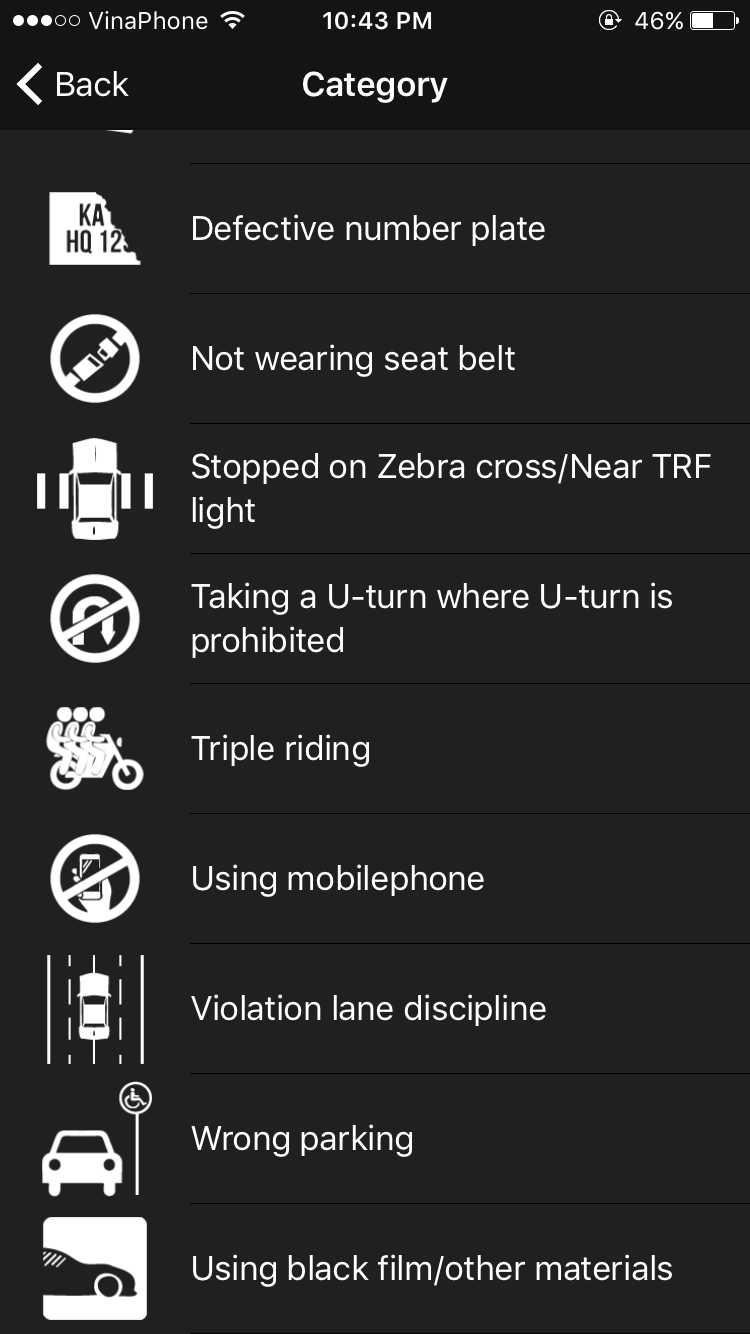 VinaPhone 10:43 PM 46%
Back Category
KA
HQ 123
Defective number plate
Not wearing seat belt
Stopped on Zebra cross/Near TRF
light
Taking a U-turn where U-turn is
prohibited
Triple riding
Using mobilephone
Violation lane discipline
Wrong parking
Using black film/other materials